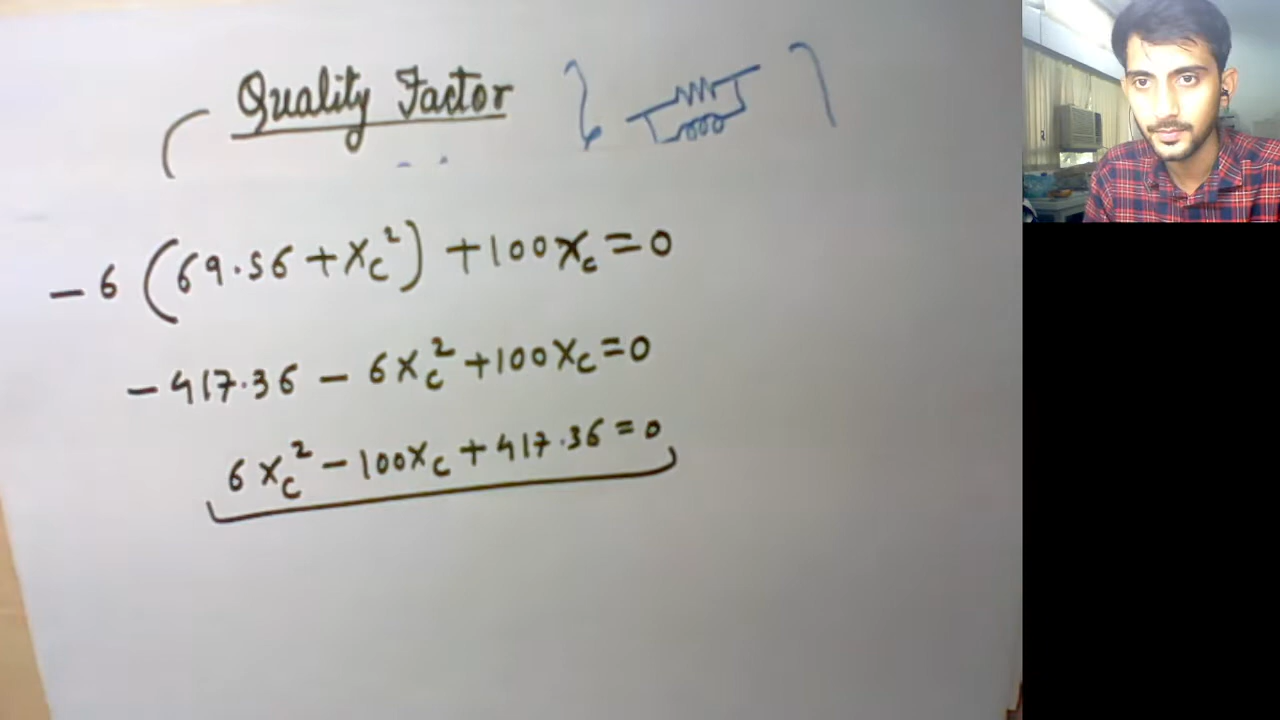 Quality Factor
-6 (69.56 + Xc²) + 100Xc = 0
-417.36 - 6Xc² + 100Xc = 0
6Xc² - 100Xc + 417.36 = 0